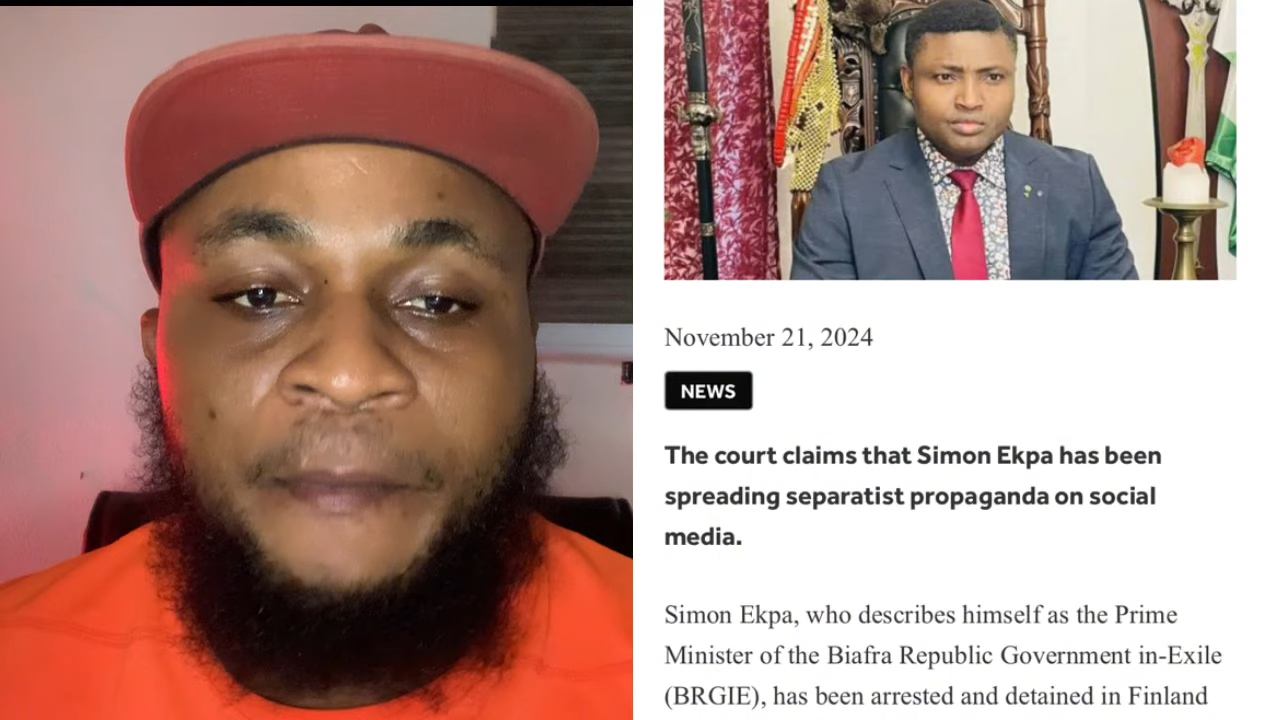 November 21, 2024
NEWS
The court claims that Simon Ekpa has been
spreading separatist propaganda on social
media.
Simon Ekpa, who describes himself as the Prime
Minister of the Biafra Republic Government in-Exile
(BRGIE), has been arrested and detained in Finland